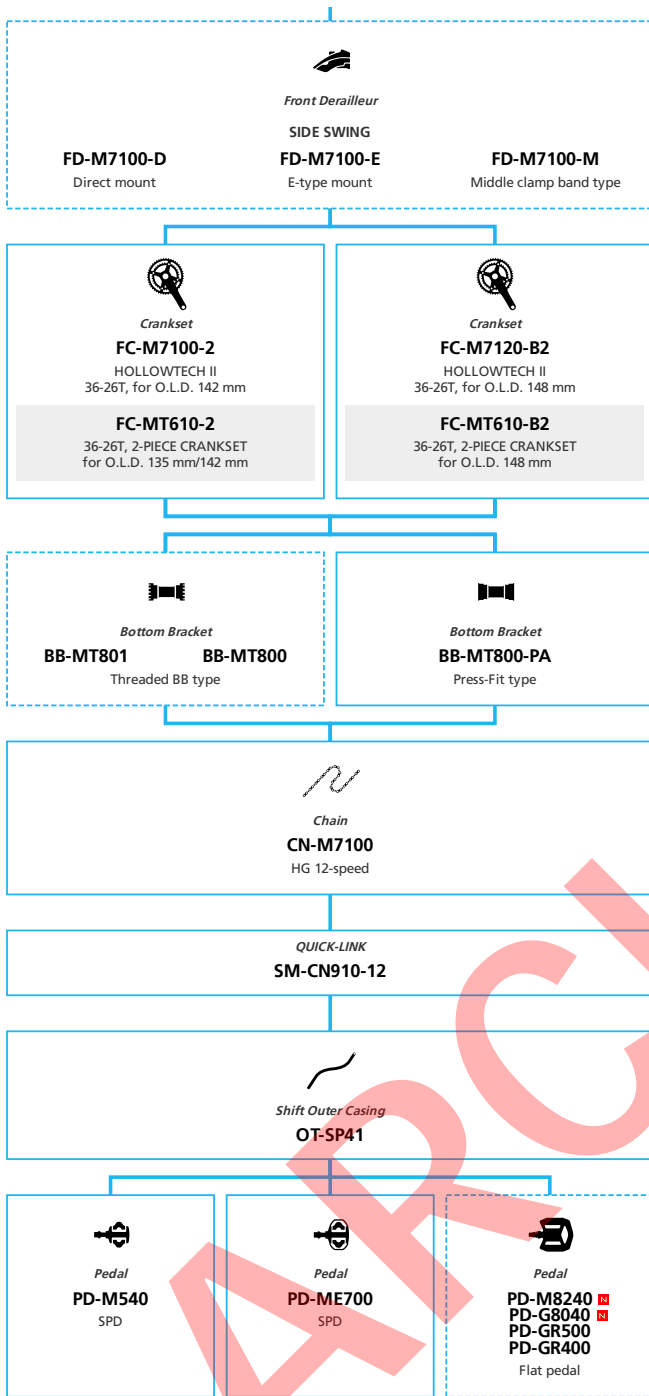 Front Derailleur
SIDE SWING
FD-M7100-D FD-M7100-E FD-M7100-M
Direct mount E-type mount Middle clamp band type
Crankset
FC-M7100-2
HOLLOWTECH II
36-26T, for O.L.D. 142 mm
FC-MT610-2
36-26T, 2-PIECE CRANKSET
for O.L.D. 135 mm/142 mm
Crankset
FC-M7120-B2
HOLLOWTECH II
36-26T, for O.L.D. 148 mm
FC-MT610-B2
36-26T, 2-PIECE CRANKSET
for O.L.D. 148 mm
Bottom Bracket
BB-MT801 BB-MT800
Threaded BB type
Bottom Bracket
BB-MT800-PA
Press-Fit type
Chain
CN-M7100
HG 12-speed
QUICK-LINK
SM-CN910-12
Shift Outer Casing
OT-SP41
Pedal
PD-M540
SPD
Pedal
PD-ME700
SPD
Pedal
PD-M8240 N
PD-G8040 N
PD-GR500
PD-GR400
Flat pedal